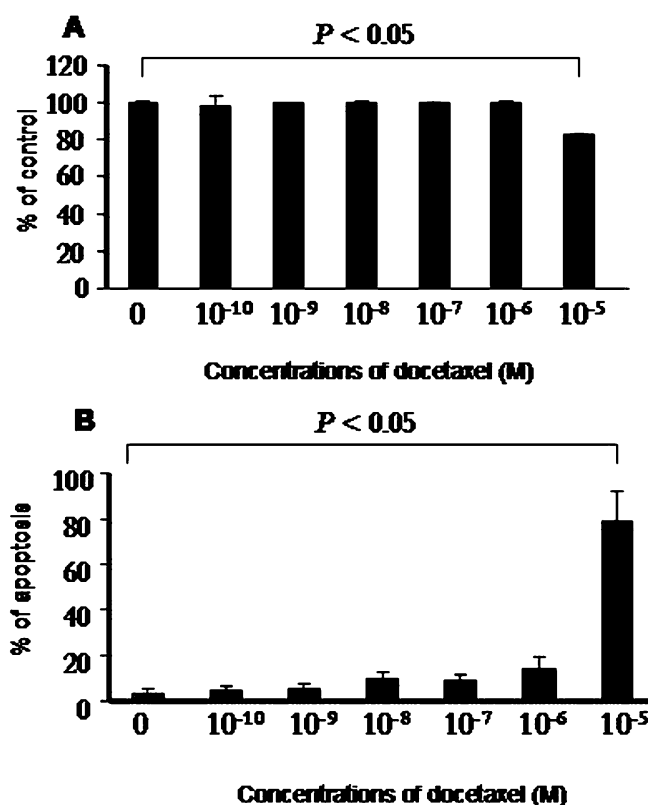 A
P < 0.05
120
100
80
60
40
20
0
% of control
0 10⁻¹⁰ 10⁻⁹ 10⁻⁸ 10⁻⁷ 10⁻⁶ 10⁻⁵
Concentrations of docetaxel (M)
B
P < 0.05
100
80
60
40
20
0
% of apoptosis
0 10⁻¹⁰ 10⁻⁹ 10⁻⁸ 10⁻⁷ 10⁻⁶ 10⁻⁵
Concentrations of docetaxel (M)